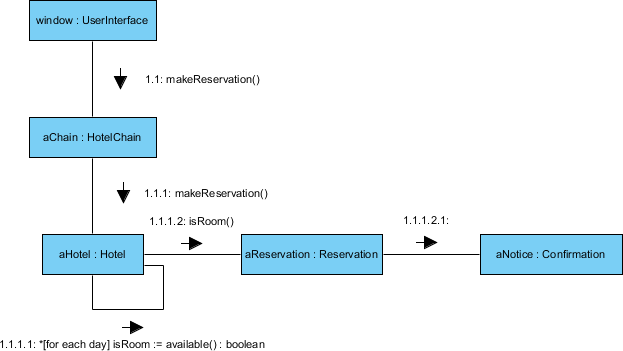 window : UserInterface
1.1: makeReservation()
aChain : HotelChain
1.1.1: makeReservation()
1.1.1.2: isRoom()
1.1.1.2.1:
aHotel : Hotel
aReservation : Reservation
aNotice : Confirmation
1.1.1.1: *[for each day] isRoom := available() : boolean